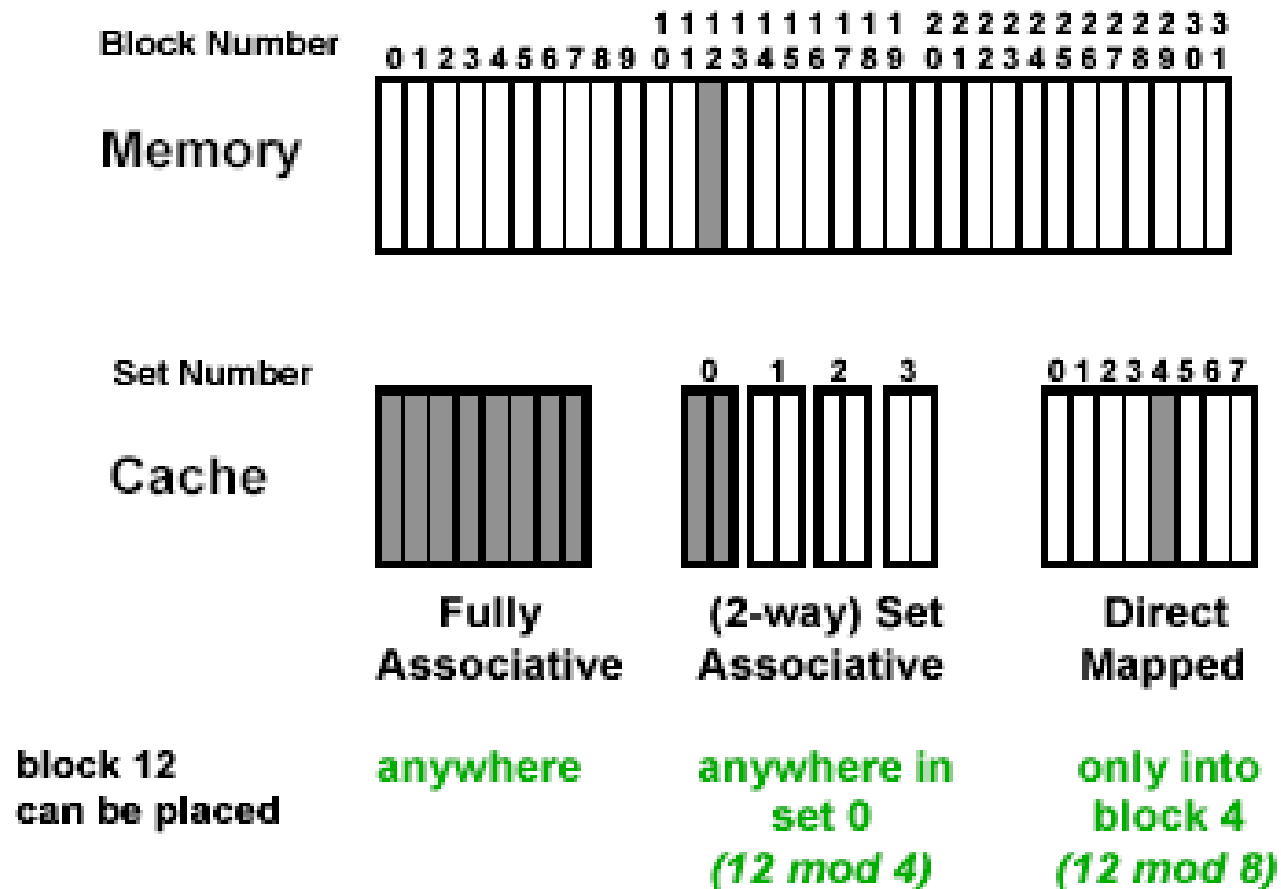 Block Number
1 1 1 1 1 1 1 1 1 1 2 2 2 2 2 2 2 2 2 2 3 3
0 1 2 3 4 5 6 7 8 9 0 1 2 3 4 5 6 7 8 9 0 1 2 3 4 5 6 7 8 9 0 1
Memory
Set Number
0 1 2 3
0 1 2 3 4 5 6 7
Cache
Fully
Associative
(2-way) Set
Associative
Direct
Mapped
block 12
can be placed
anywhere
anywhere in
set 0
(12 mod 4)
only into
block 4
(12 mod 8)